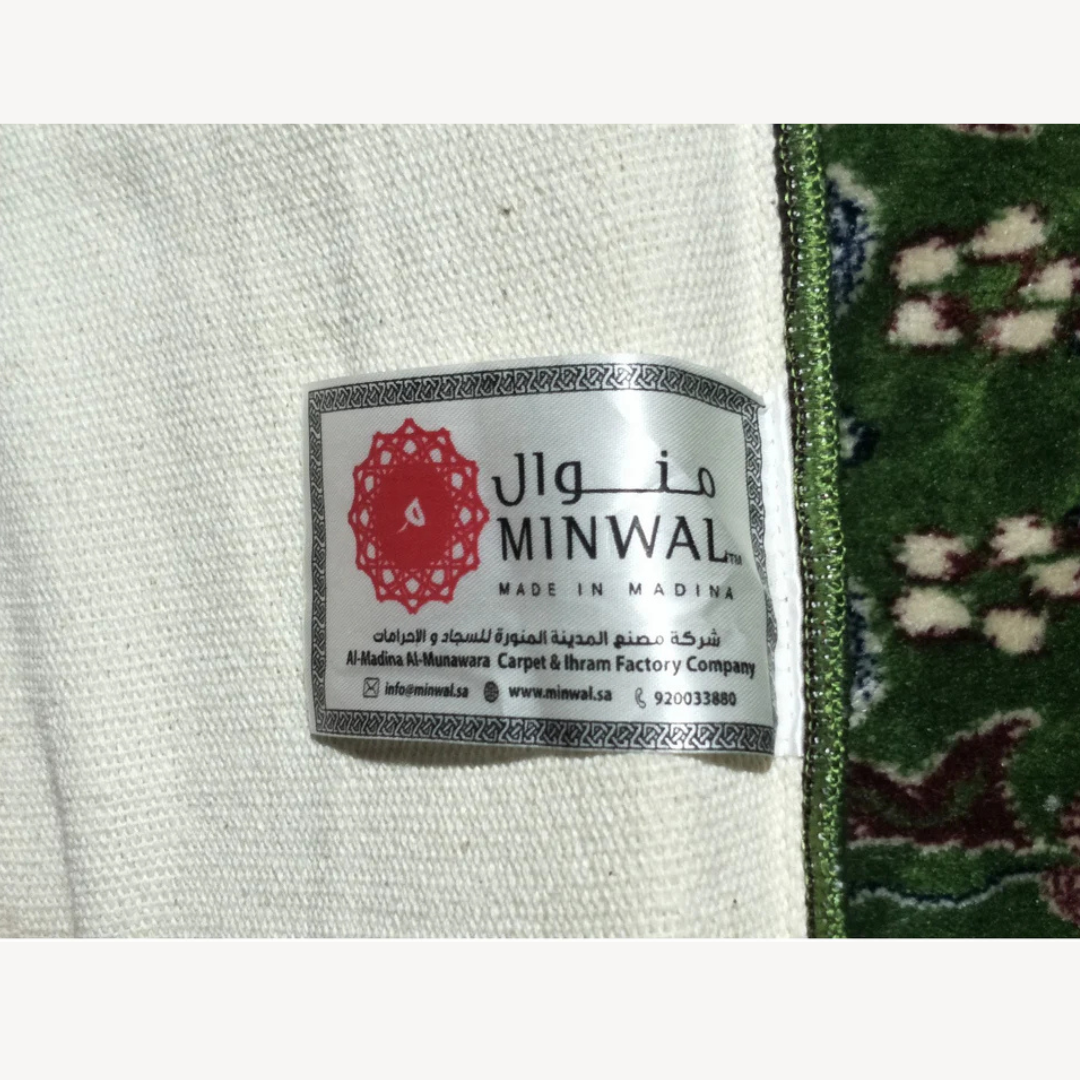 منوال
MINWAL™
MADE IN MADINA
شركة مصنع المدينة المنورة للسجاد و الاحرامات
Al-Madina Al-Munawara Carpet & Ihram Factory Company
info@minwal.sa www.minwal.sa 920033880